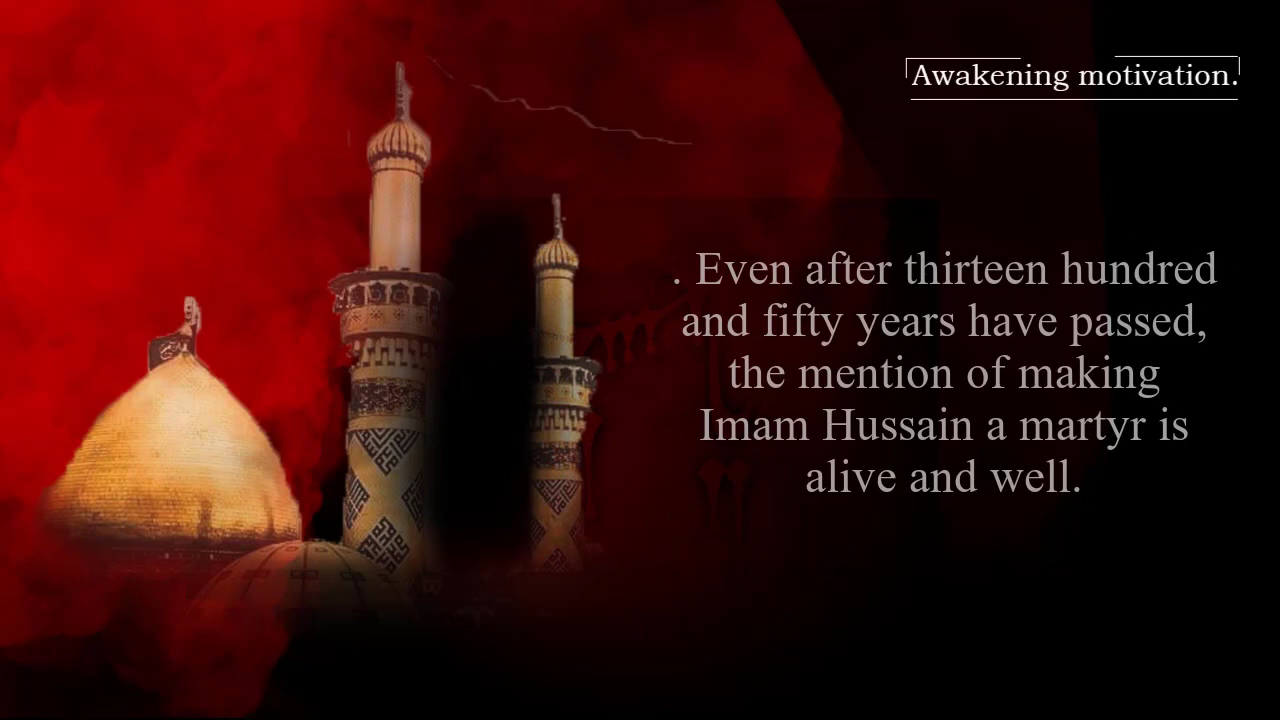 Awakening motivation.
. Even after thirteen hundred
and fifty years have passed,
the mention of making
Imam Hussain a martyr is
alive and well.